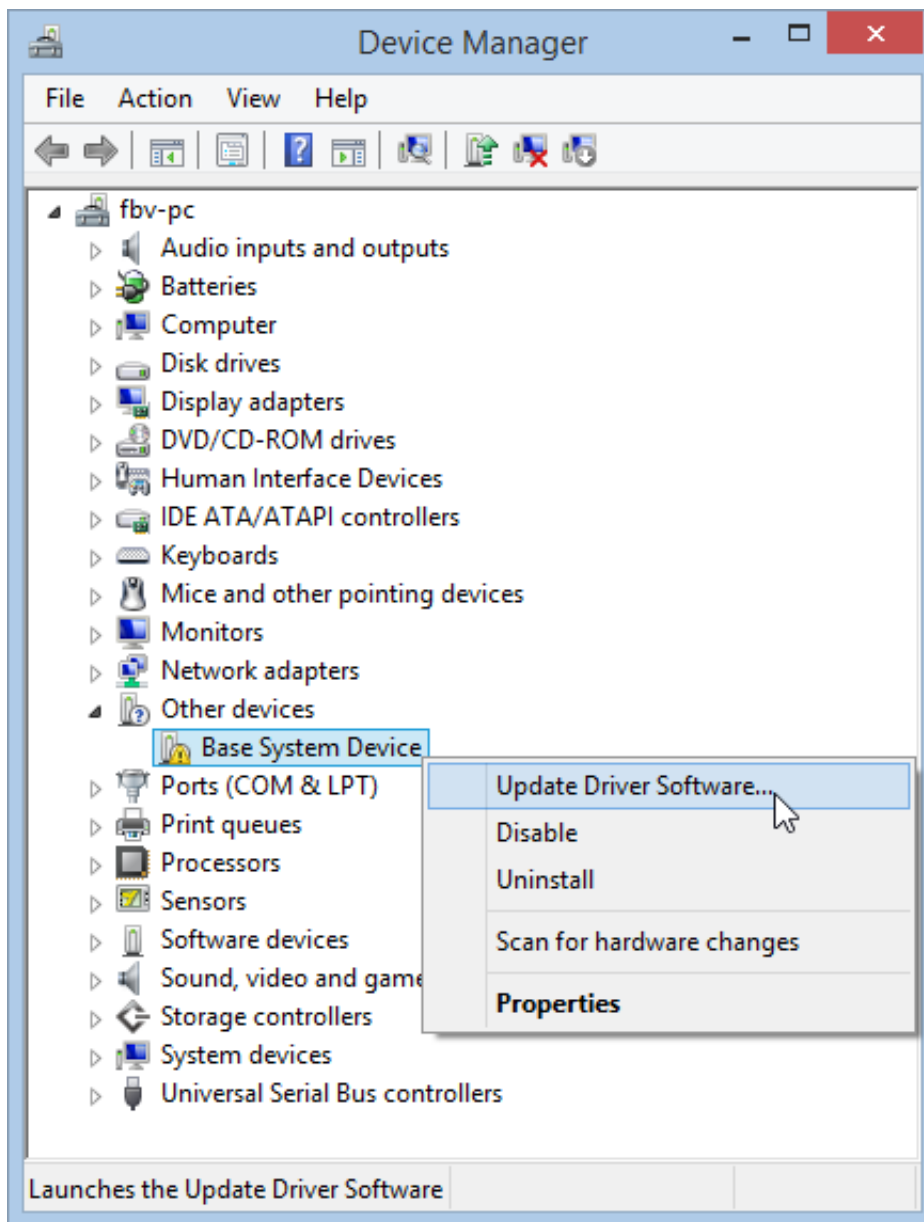 Device Manager
File Action View Help
fbv-pc
Audio inputs and outputs
Batteries
Computer
Disk drives
Display adapters
DVD/CD-ROM drives
Human Interface Devices
IDE ATA/ATAPI controllers
Keyboards
Mice and other pointing devices
Monitors
Network adapters
Other devices
Base System Device
Ports (COM & LPT)
Print queues
Processors
Sensors
Software devices
Sound, video and game
Storage controllers
System devices
Universal Serial Bus controllers
Update Driver Software...
Disable
Uninstall
Scan for hardware changes
Properties
Launches the Update Driver Software